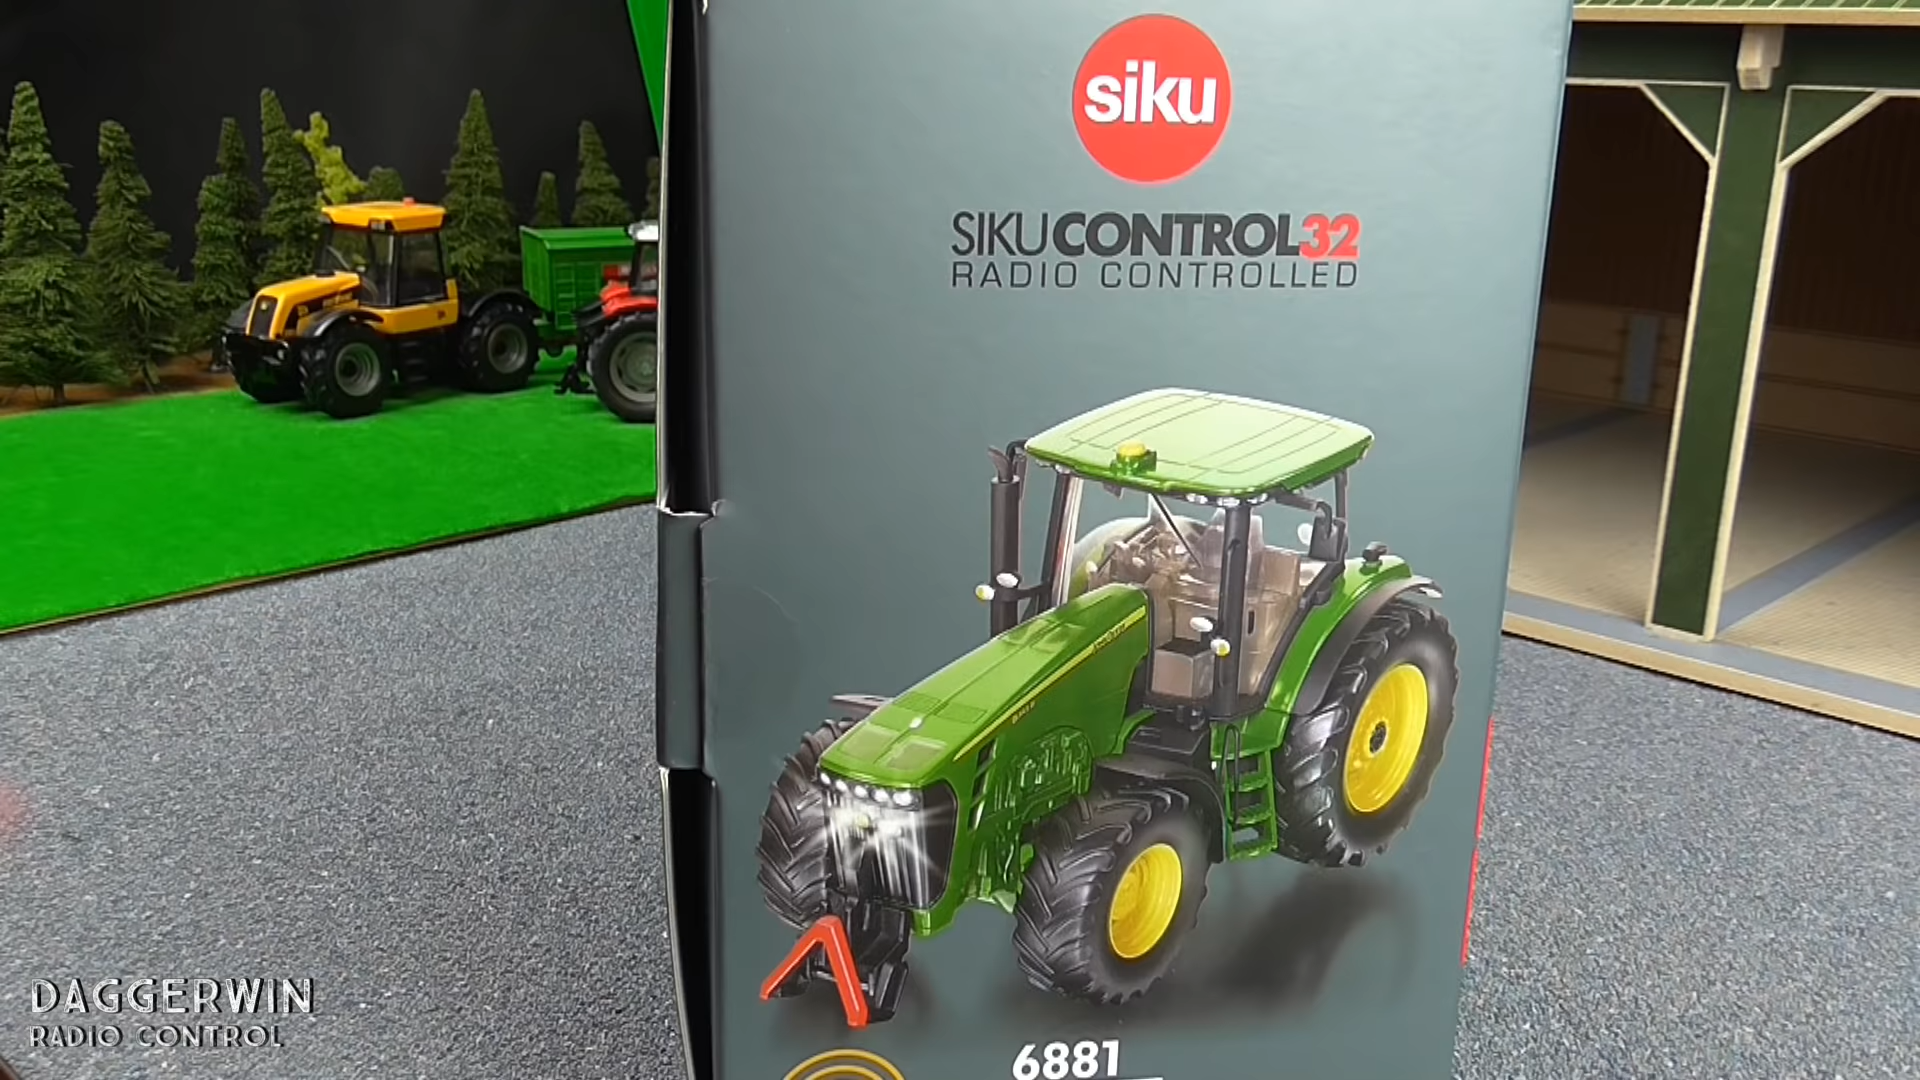 siku
SIKUCONTROL32
RADIO CONTROLLED
6881
DAGGERWIN
RADIO CONTROL